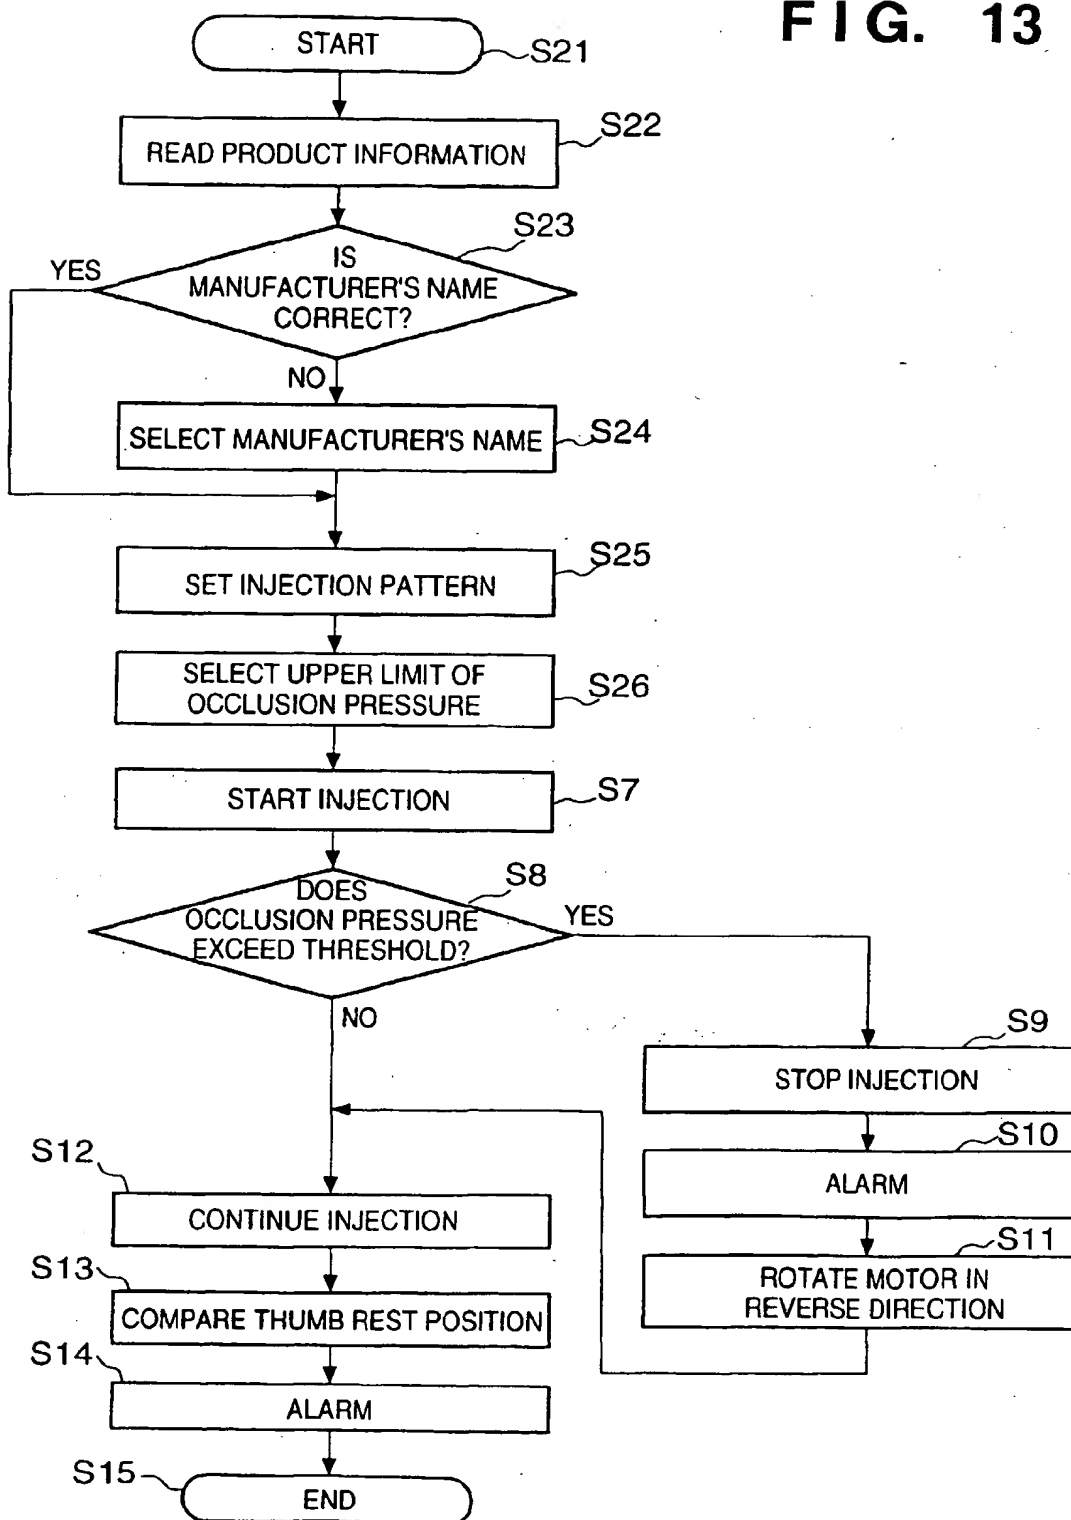 FIG. 13
START
S21
READ PRODUCT INFORMATION
S22
S23
IS
MANUFACTURER'S NAME
CORRECT?
YES
NO
SELECT MANUFACTURER'S NAME
S24
SET INJECTION PATTERN
S25
SELECT UPPER LIMIT OF
OCCLUSION PRESSURE
S26
START INJECTION
S7
S8
DOES
OCCLUSION PRESSURE
EXCEED THRESHOLD?
YES
NO
S9
STOP INJECTION
S10
ALARM
S11
ROTATE MOTOR IN
REVERSE DIRECTION
S12
CONTINUE INJECTION
S13
COMPARE THUMB REST POSITION
S14
ALARM
S15
END